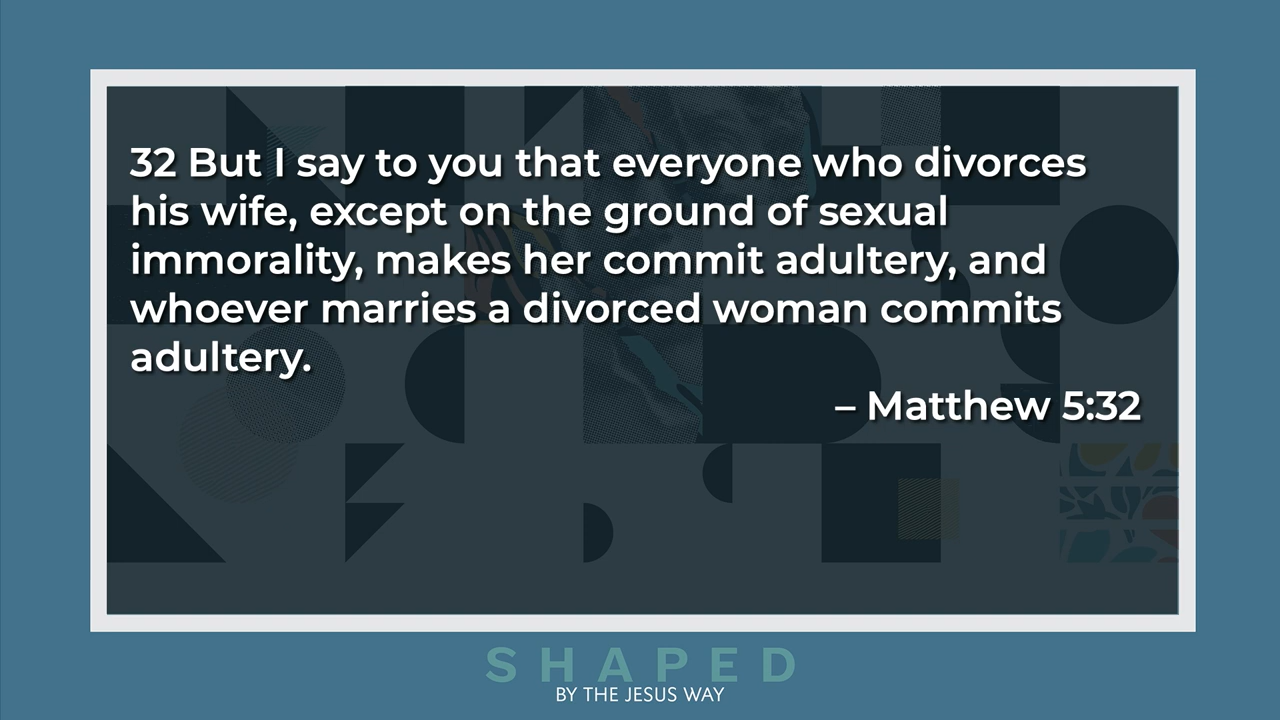 32 But I say to you that everyone who divorces
his wife, except on the ground of sexual
immorality, makes her commit adultery, and
whoever marries a divorced woman commits
adultery.
– Matthew 5:32
SHAPED
BY THE JESUS WAY